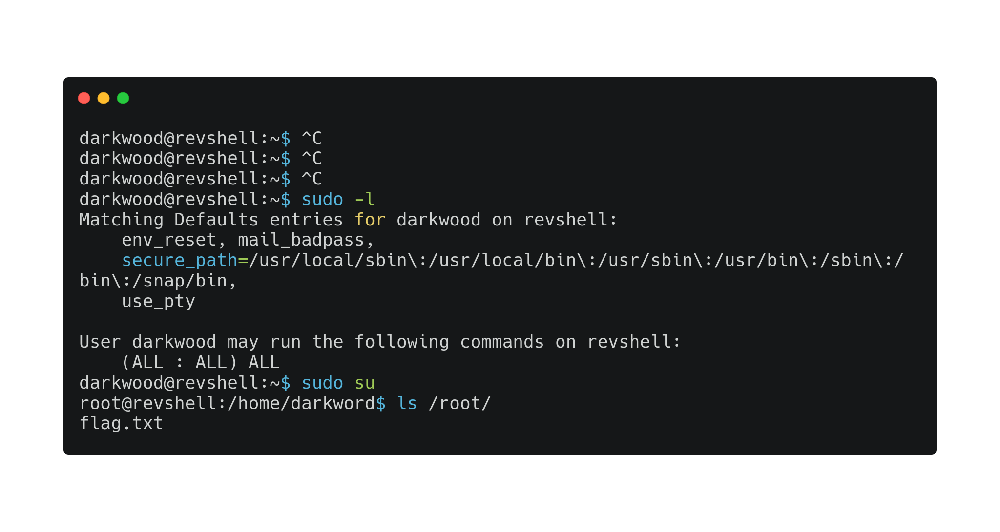 darkwood@revshell:~$ ^C
darkwood@revshell:~$ ^C
darkwood@revshell:~$ ^C
darkwood@revshell:~$ sudo -l
Matching Defaults entries for darkwood on revshell:
    env_reset, mail_badpass,
    secure_path=/usr/local/sbin\:/usr/local/bin\:/usr/sbin\:/usr/bin\:/sbin\:/
bin\:/snap/bin,
    use_pty

User darkwood may run the following commands on revshell:
    (ALL : ALL) ALL
darkwood@revshell:~$ sudo su
root@revshell:/home/darkword$ ls /root/
flag.txt